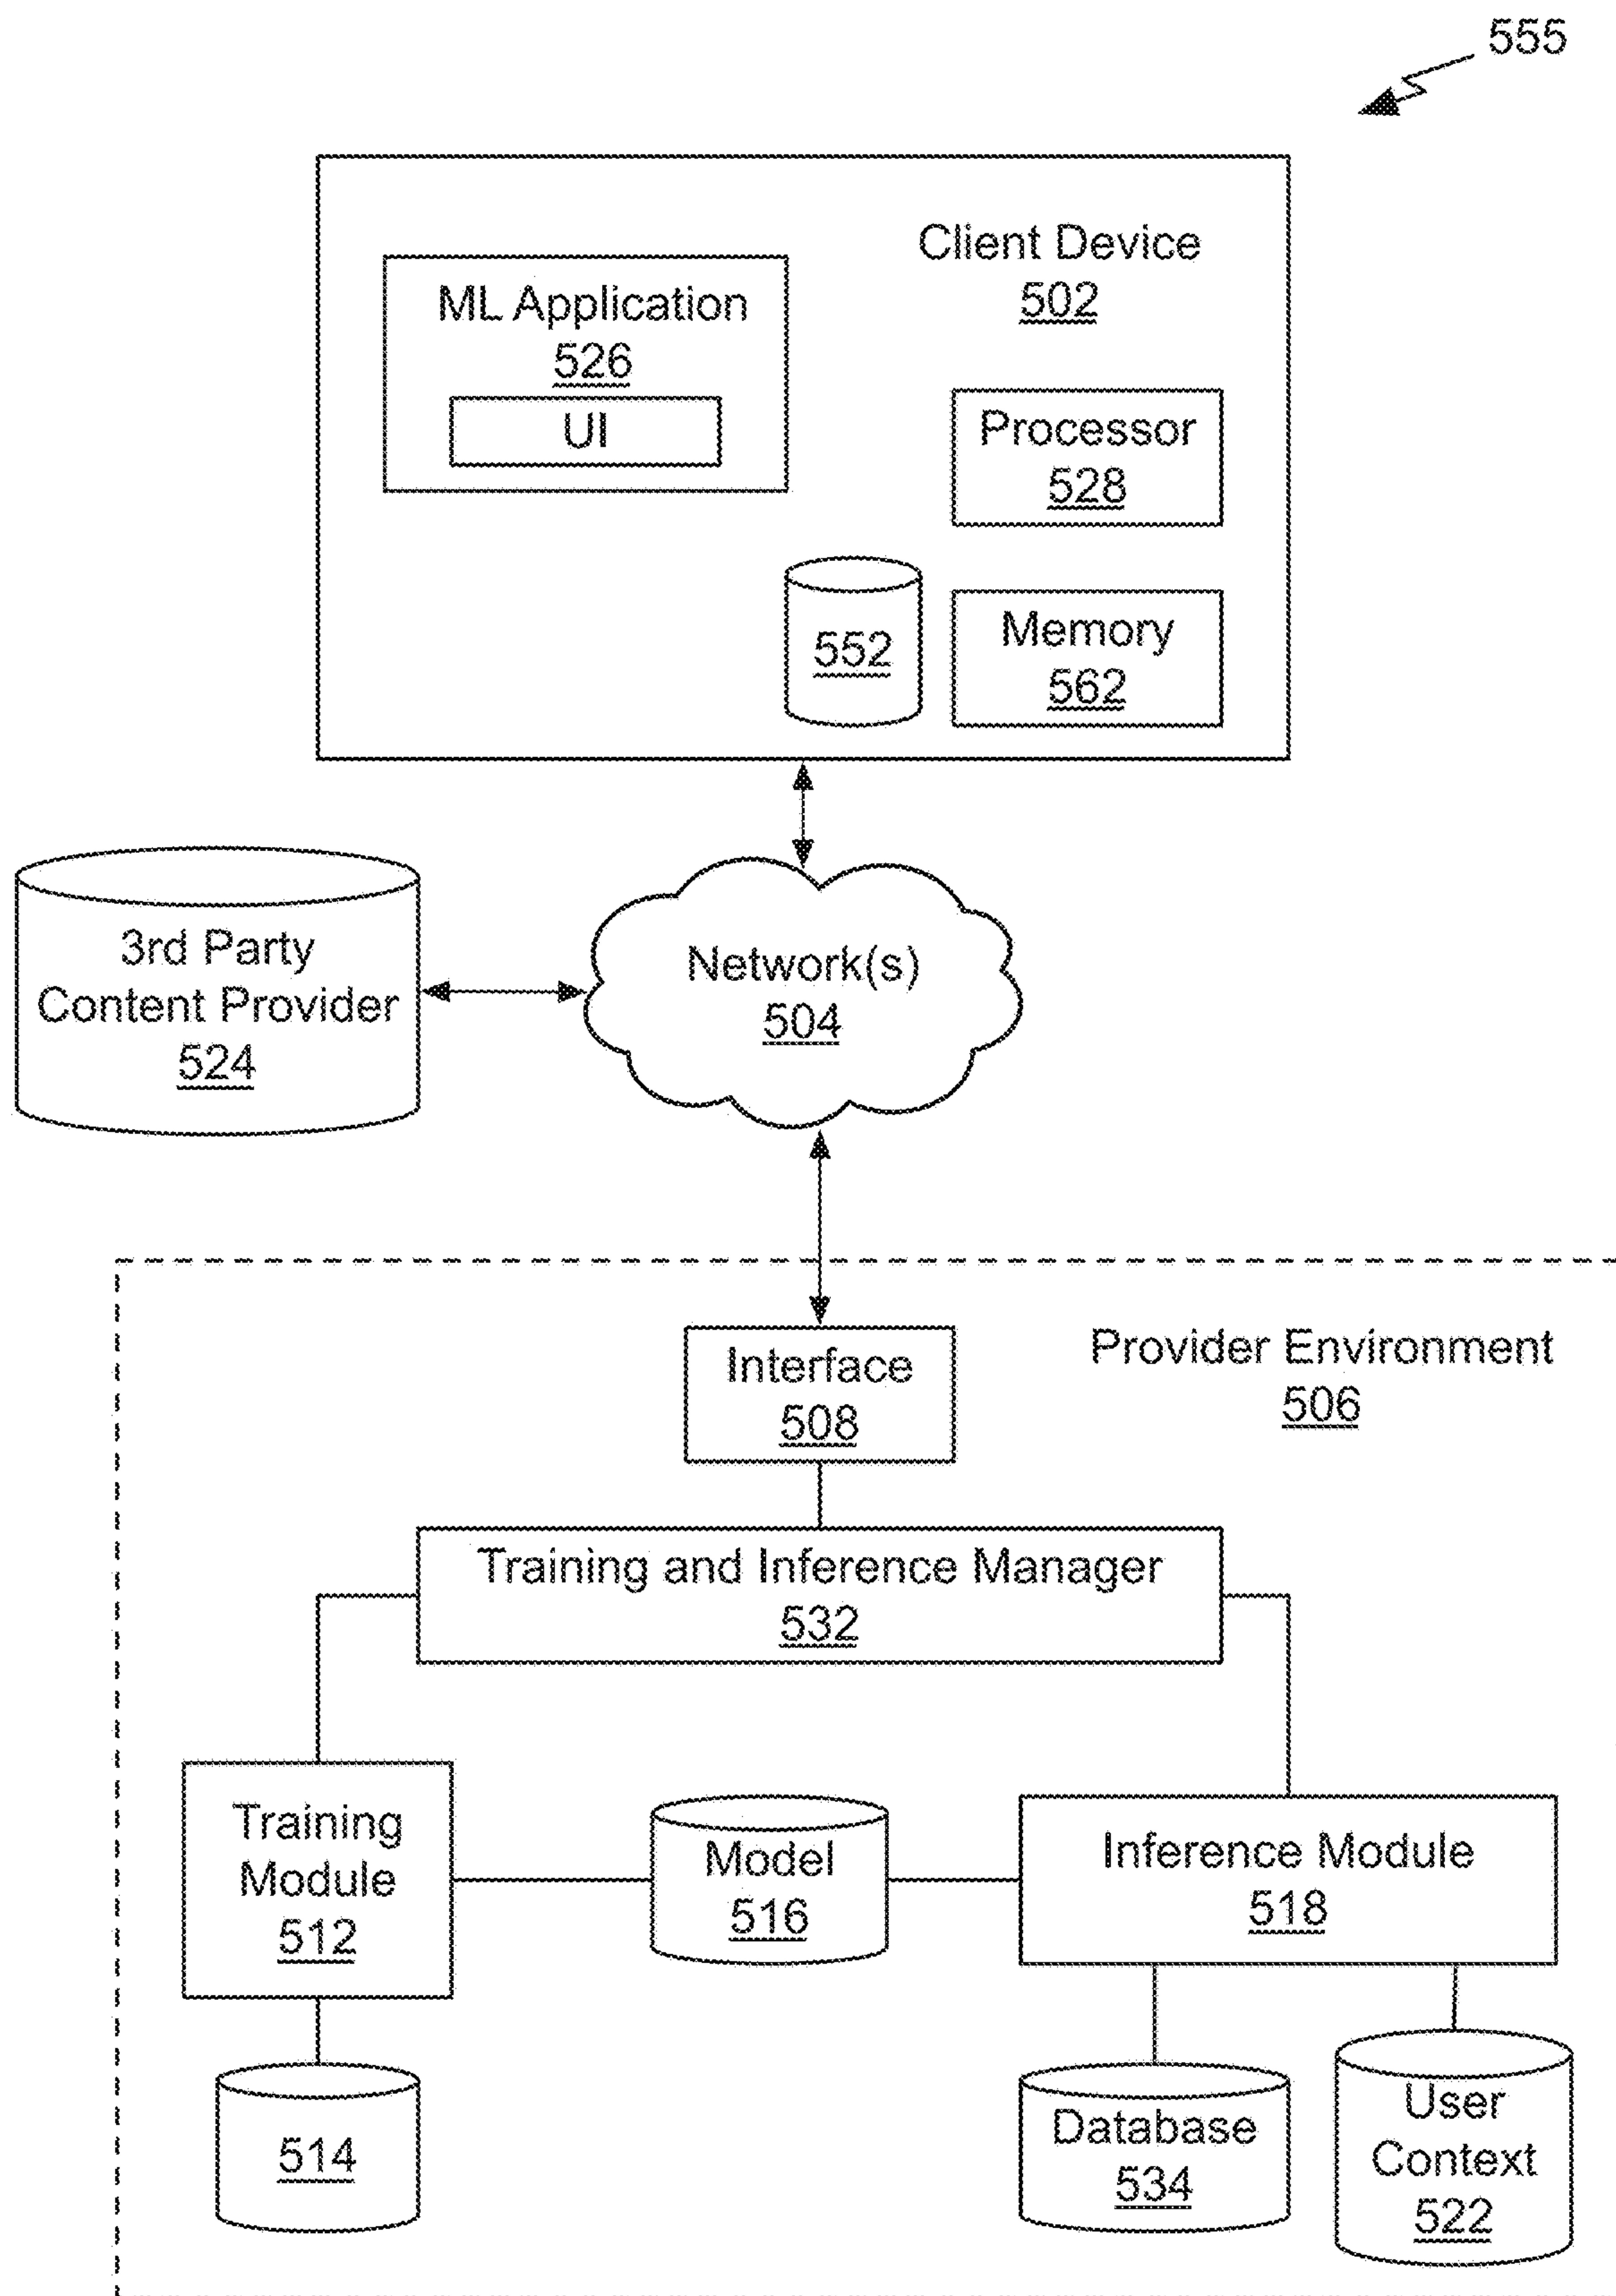 555
Client Device
502
ML Application
526
UI
Processor
528
552
Memory
562
3rd Party
Content Provider
524
Network(s)
504
Interface
508
Provider Environment
506
Training and Inference Manager
532
Training
Module
512
Model
516
Inference Module
518
514
Database
534
User
Context
522